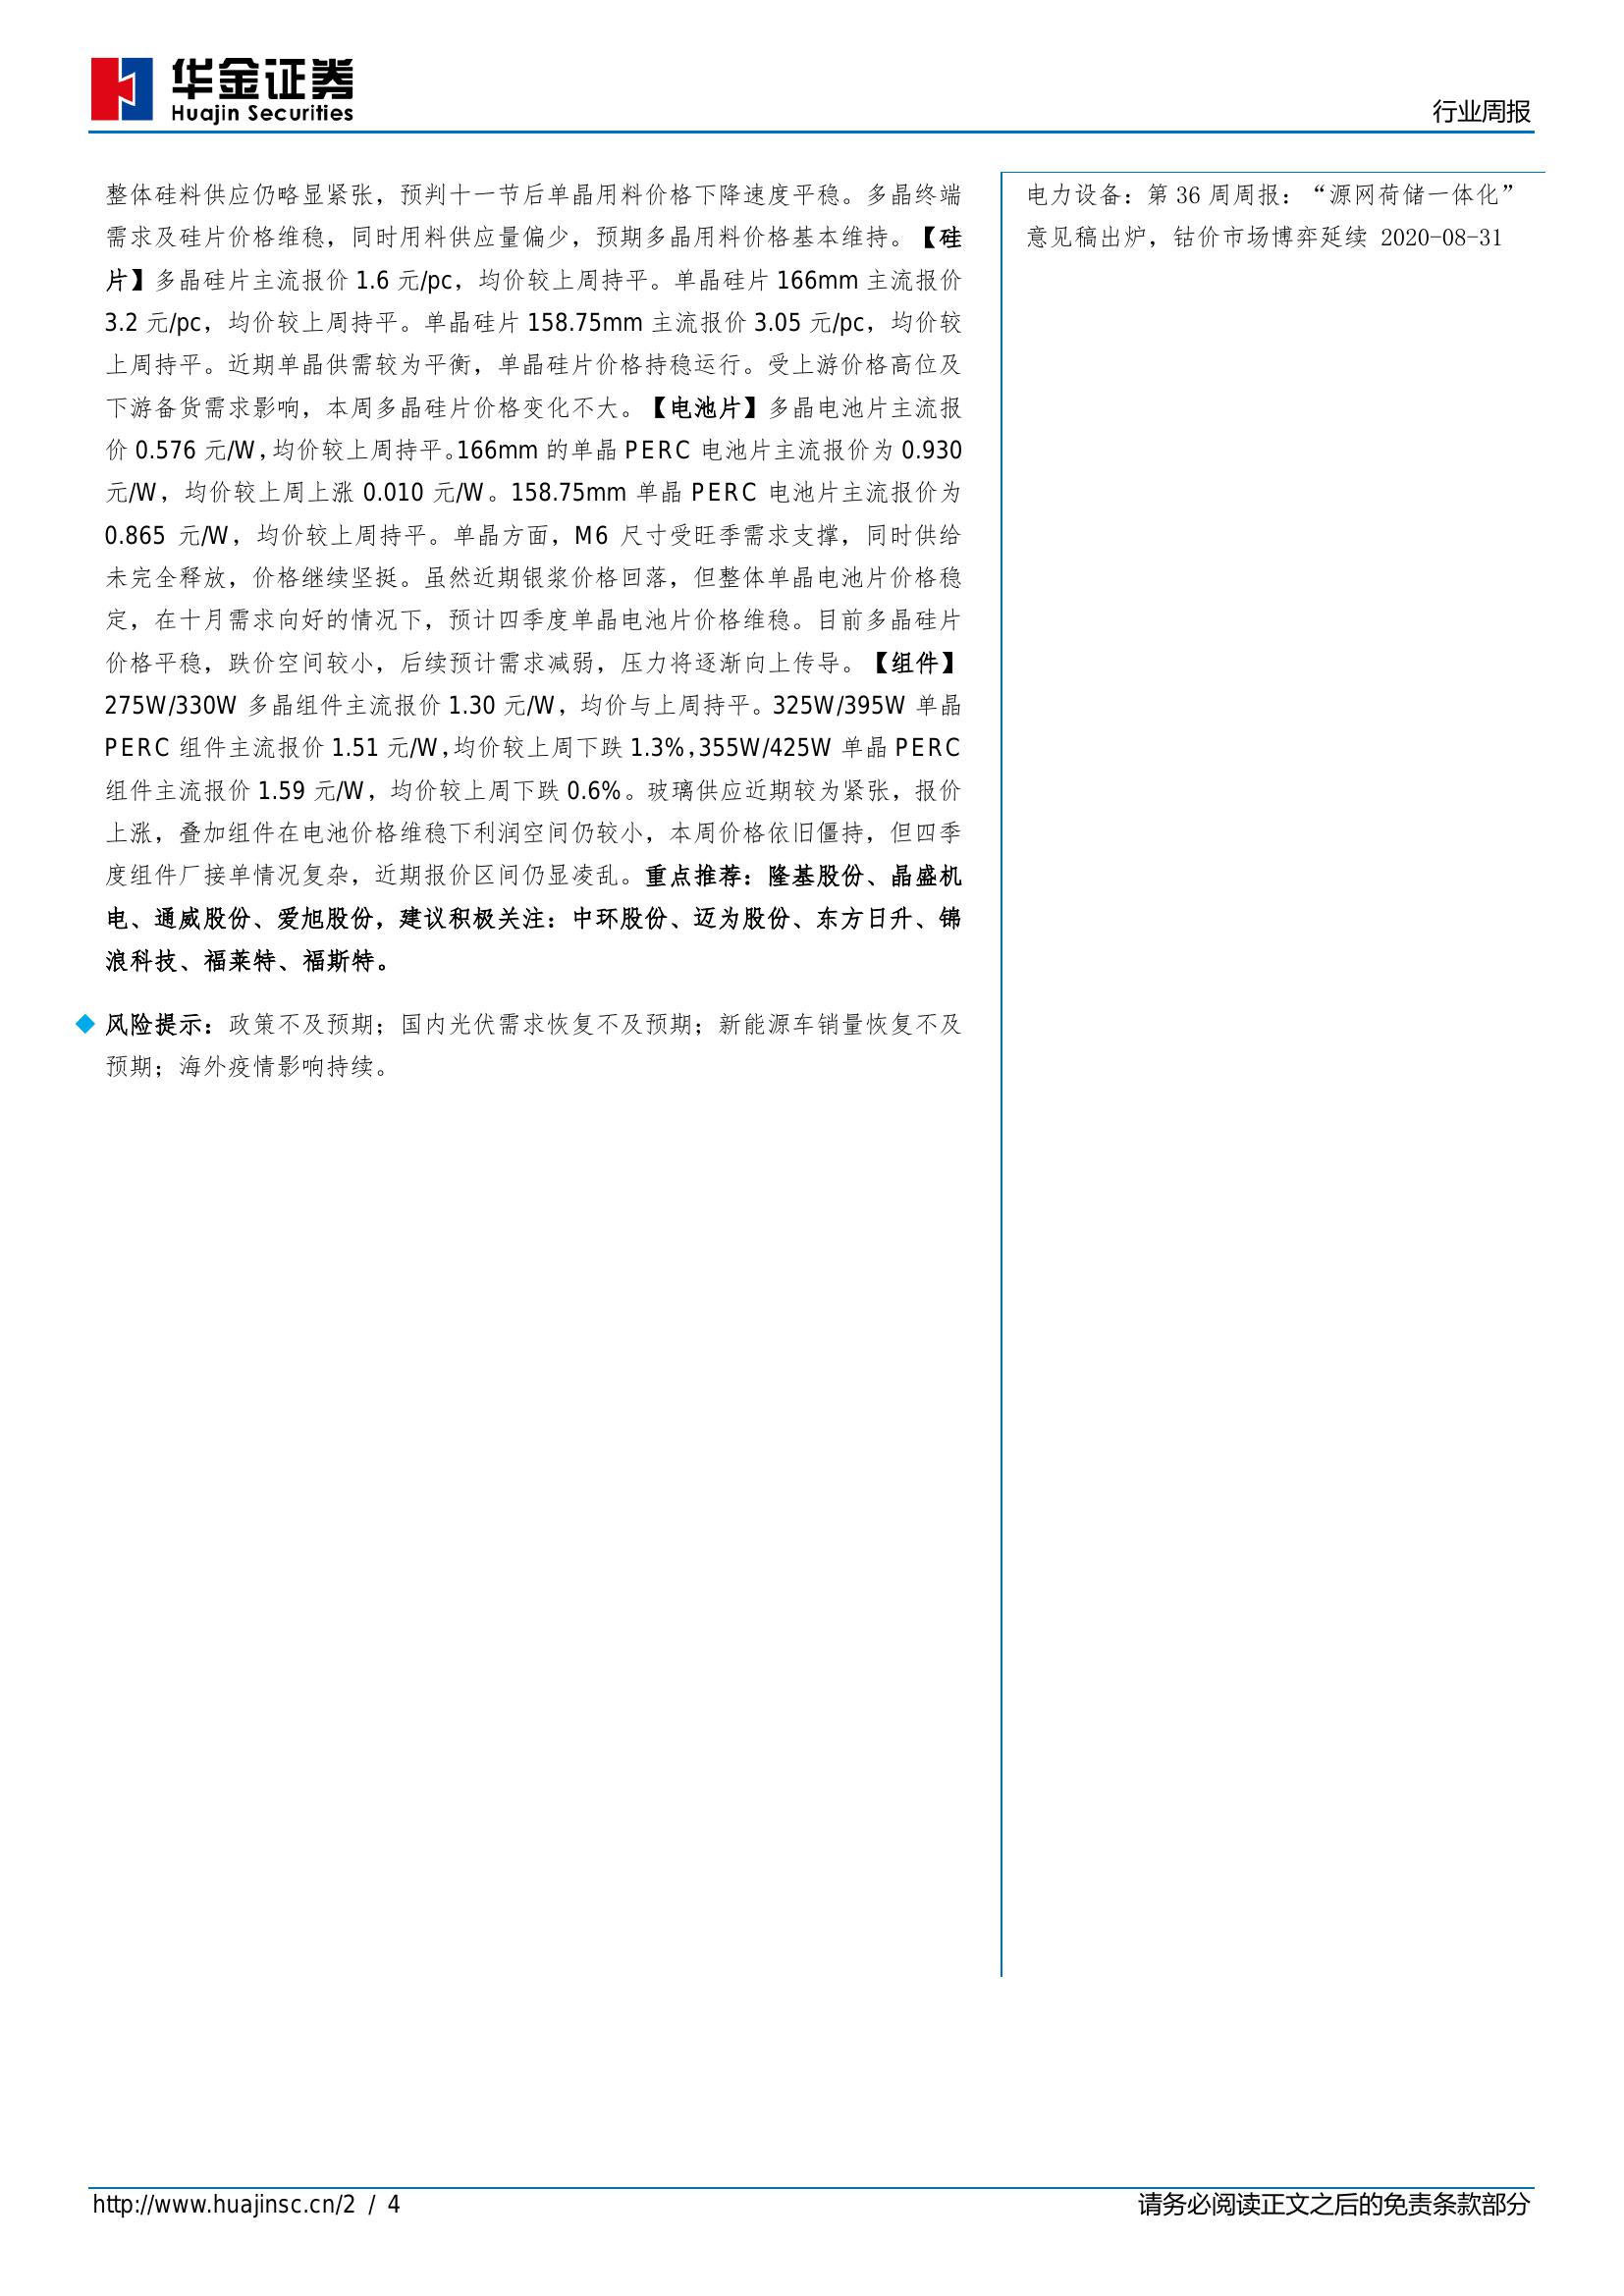 华金证券
Huajin Securities
行业周报
整体硅料供应仍略显紧张，预判十一节后单晶用料价格下降速度平稳。多晶终端
需求及硅片价格维稳，同时用料供应量偏少，预期多晶用料价格基本维持。【硅
片】多晶硅片主流报价 1.6 元/pc，均价较上周持平。单晶硅片 166mm 主流报价
3.2 元/pc，均价较上周持平。单晶硅片 158.75mm 主流报价 3.05 元/pc，均价较
上周持平。近期单晶供需较为平衡，单晶硅片价格持稳运行。受上游价格高位及
下游备货需求影响，本周多晶硅片价格变化不大。【电池片】多晶电池片主流报
价 0.576 元/W，均价较上周持平。166mm 的单晶 PERC 电池片主流报价为 0.930
元/W，均价较上周上涨 0.010 元/W。158.75mm 单晶 PERC 电池片主流报价为
0.865 元/W，均价较上周持平。单晶方面，M6 尺寸受旺季需求支撑，同时供给
未完全释放，价格继续坚挺。虽然近期银浆价格回落，但整体单晶电池片价格稳
定，在十月需求向好的情况下，预计四季度单晶电池片价格维稳。目前多晶硅片
价格平稳，跌价空间较小，后续预计需求减弱，压力将逐渐向上传导。【组件】
275W/330W 多晶组件主流报价 1.30 元/W，均价与上周持平。325W/395W 单晶
PERC 组件主流报价 1.51 元/W，均价较上周下跌 1.3%，355W/425W 单晶 PERC
组件主流报价 1.59 元/W，均价较上周下跌 0.6%。玻璃供应近期较为紧张，报价
上涨，叠加组件在电池价格维稳下利润空间仍较小，本周价格依旧僵持，但四季
度组件厂接单情况复杂，近期报价区间仍显凌乱。重点推荐：隆基股份、晶盛机
电、通威股份、爱旭股份，建议积极关注：中环股份、迈为股份、东方日升、锦
浪科技、福莱特、福斯特。
风险提示：政策不及预期；国内光伏需求恢复不及预期；新能源车销量恢复不及
预期；海外疫情影响持续。
电力设备：第 36 周周报：“源网荷储一体化”
意见稿出炉，钴价市场博弈延续 2020-08-31
http://www.huajinsc.cn/2 / 4
请务必阅读正文之后的免责条款部分